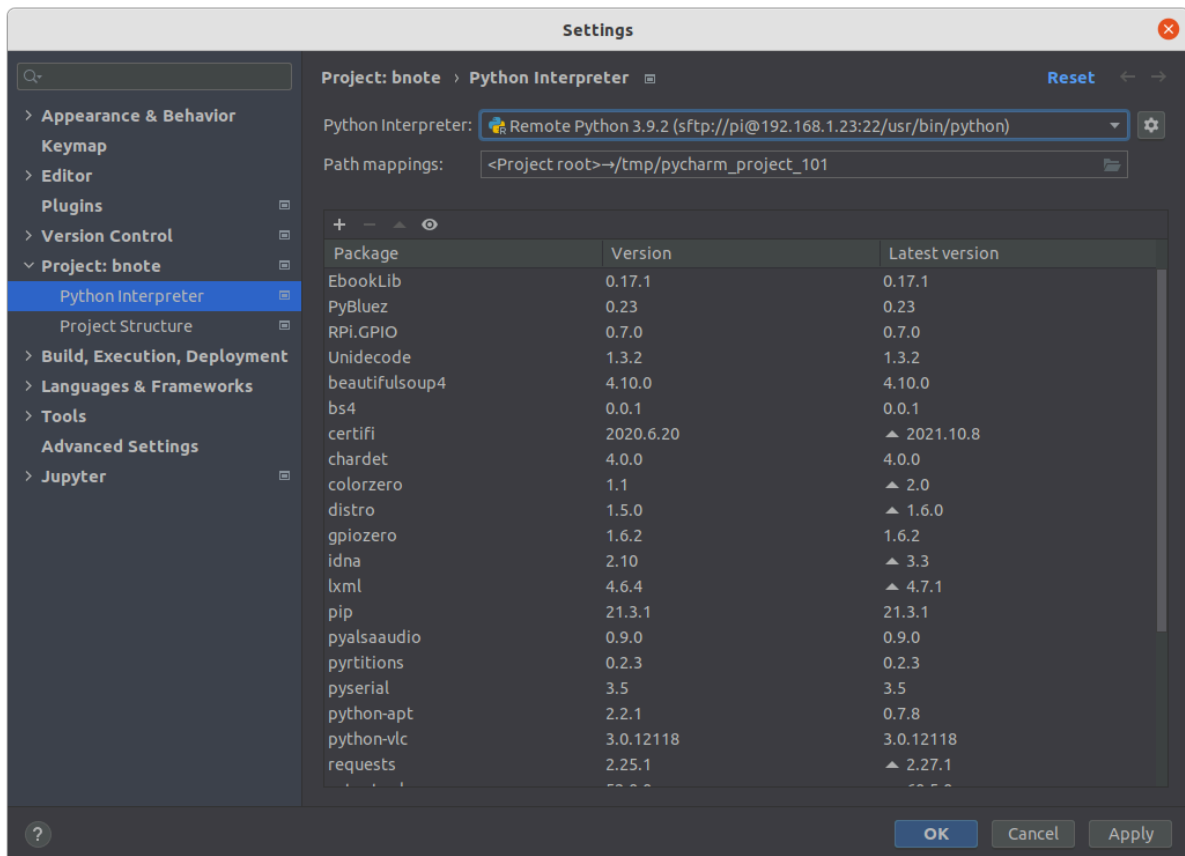 Settings
Project: bnote › Python Interpreter
Reset ← →
> Appearance & Behavior
Keymap
> Editor
Plugins
> Version Control
Project: bnote
Python Interpreter
Project Structure
> Build, Execution, Deployment
> Languages & Frameworks
> Tools
Advanced Settings
> Jupyter
Python Interpreter: Remote Python 3.9.2 (sftp://pi@192.168.1.23:22/usr/bin/python)
Path mappings: <Project root>→/tmp/pycharm_project_101
Package Version Latest version
EbookLib 0.17.1 0.17.1
PyBluez 0.23 0.23
RPi.GPIO 0.7.0 0.7.0
Unidecode 1.3.2 1.3.2
beautifulsoup4 4.10.0 4.10.0
bs4 0.0.1 0.0.1
certifi 2020.6.20 ▲ 2021.10.8
chardet 4.0.0 4.0.0
colorzero 1.1 ▲ 2.0
distro 1.5.0 ▲ 1.6.0
gpiozero 1.6.2 1.6.2
idna 2.10 ▲ 3.3
lxml 4.6.4 ▲ 4.7.1
pip 21.3.1 21.3.1
pyalsaaudio 0.9.0 0.9.0
pyrtitions 0.2.3 0.2.3
pyserial 3.5 3.5
python-apt 2.2.1 0.7.8
python-vlc 3.0.12118 3.0.12118
requests 2.25.1 ▲ 2.27.1
? OK Cancel Apply